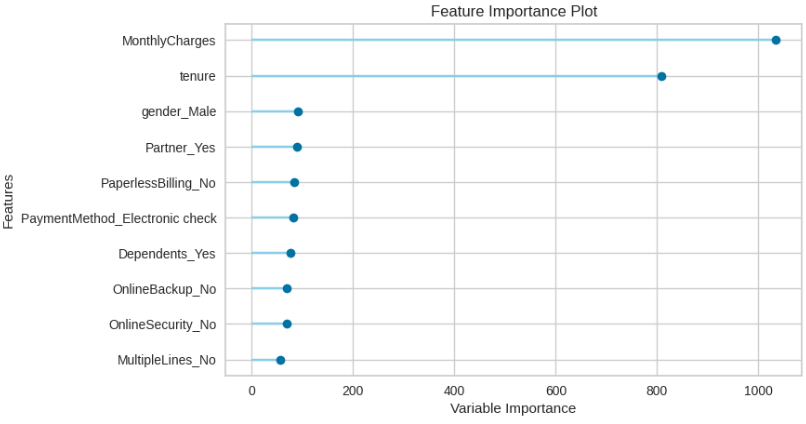 Feature Importance Plot
Features
MonthlyCharges
tenure
gender_Male
Partner_Yes
PaperlessBilling_No
PaymentMethod_Electronic check
Dependents_Yes
OnlineBackup_No
OnlineSecurity_No
MultipleLines_No
0 200 400 600 800 1000
Variable Importance